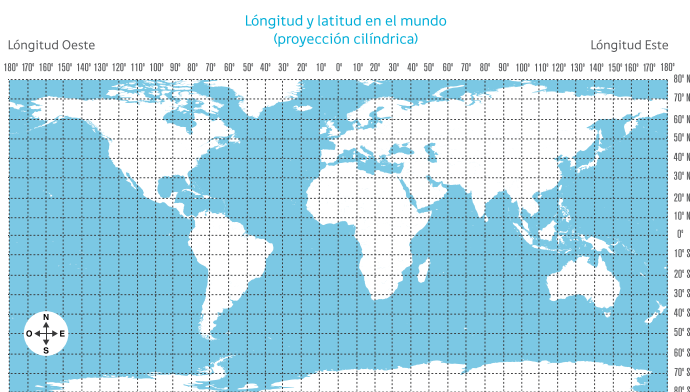 Lóngitud y latitud en el mundo
(proyección cilíndrica)
Lóngitud Oeste
Lóngitud Este
180° 170° 160° 150° 140° 130° 120° 110° 100° 90° 80° 70° 60° 50° 40° 30° 20° 10° 0° 10° 20° 30° 40° 50° 60° 70° 80° 90° 100° 110° 120° 130° 140° 150° 160° 170° 180°
80° N
70° N
60° N
50° N
40° N
30° N
20° N
10° N
0°
10° S
20° S
30° S
40° S
50° S
60° S
70° S
80° S
N
O E
S